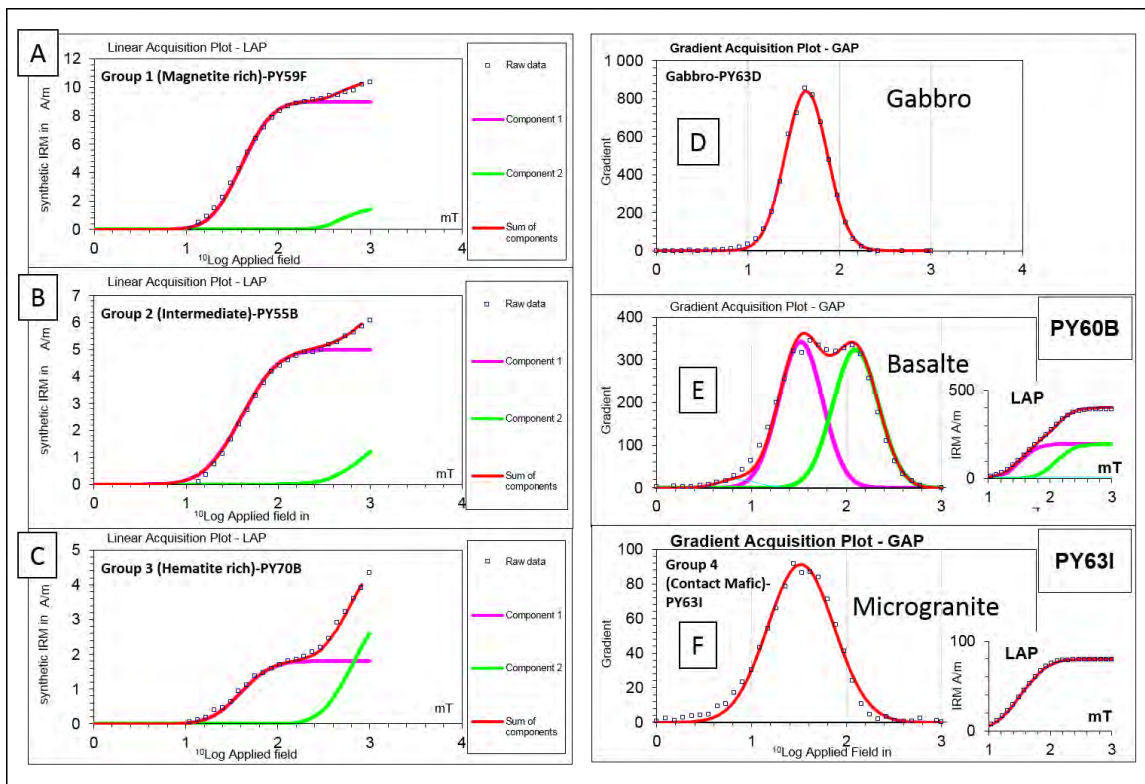 A
Linear Acquisition Plot - LAP
synthetic IRM in A/m
12
10
8
6
4
2
0
Group 1 (Magnetite rich)-PY59F
mT
0 1 2 3 4
10Log Applied field
Raw data
Component 1
Component 2
Sum of components
B
Linear Acquisition Plot - LAP
synthetic IRM in A/m
7
6
5
4
3
2
1
0
Group 2 (Intermediate)-PY55B
mT
0 1 2 3 4
10Log Applied field in
Raw data
Component 1
Component 2
Sum of components
C
Linear Acquisition Plot - LAP
synthetic IRM in A/m
5
4
3
2
1
0
Group 3 (Hematite rich)-PY70B
mT
0 1 2 3 4
10Log Applied field in
Raw data
Component 1
Component 2
Sum of components
Gradient Acquisition Plot - GAP
Gradient
1 000
800
600
400
200
0
Gabbro-PY63D
Gabbro
D
0 1 2 3 4
Gradient Acquisition Plot - GAP
PY60B
Gradient
400
300
200
100
0
Basalte
E
0 1 2 3
LAP
IRM A/m
500
0
mT
1 2 3
Gradient Acquisition Plot - GAP
PY63I
Gradient
100
80
60
40
20
0
Group 4
(Contact Mafic)-
PY63I
Microgranite
F
0 1 2 3
10Log Applied Field in
LAP
IRM A/m
100
0
mT
1 2 3